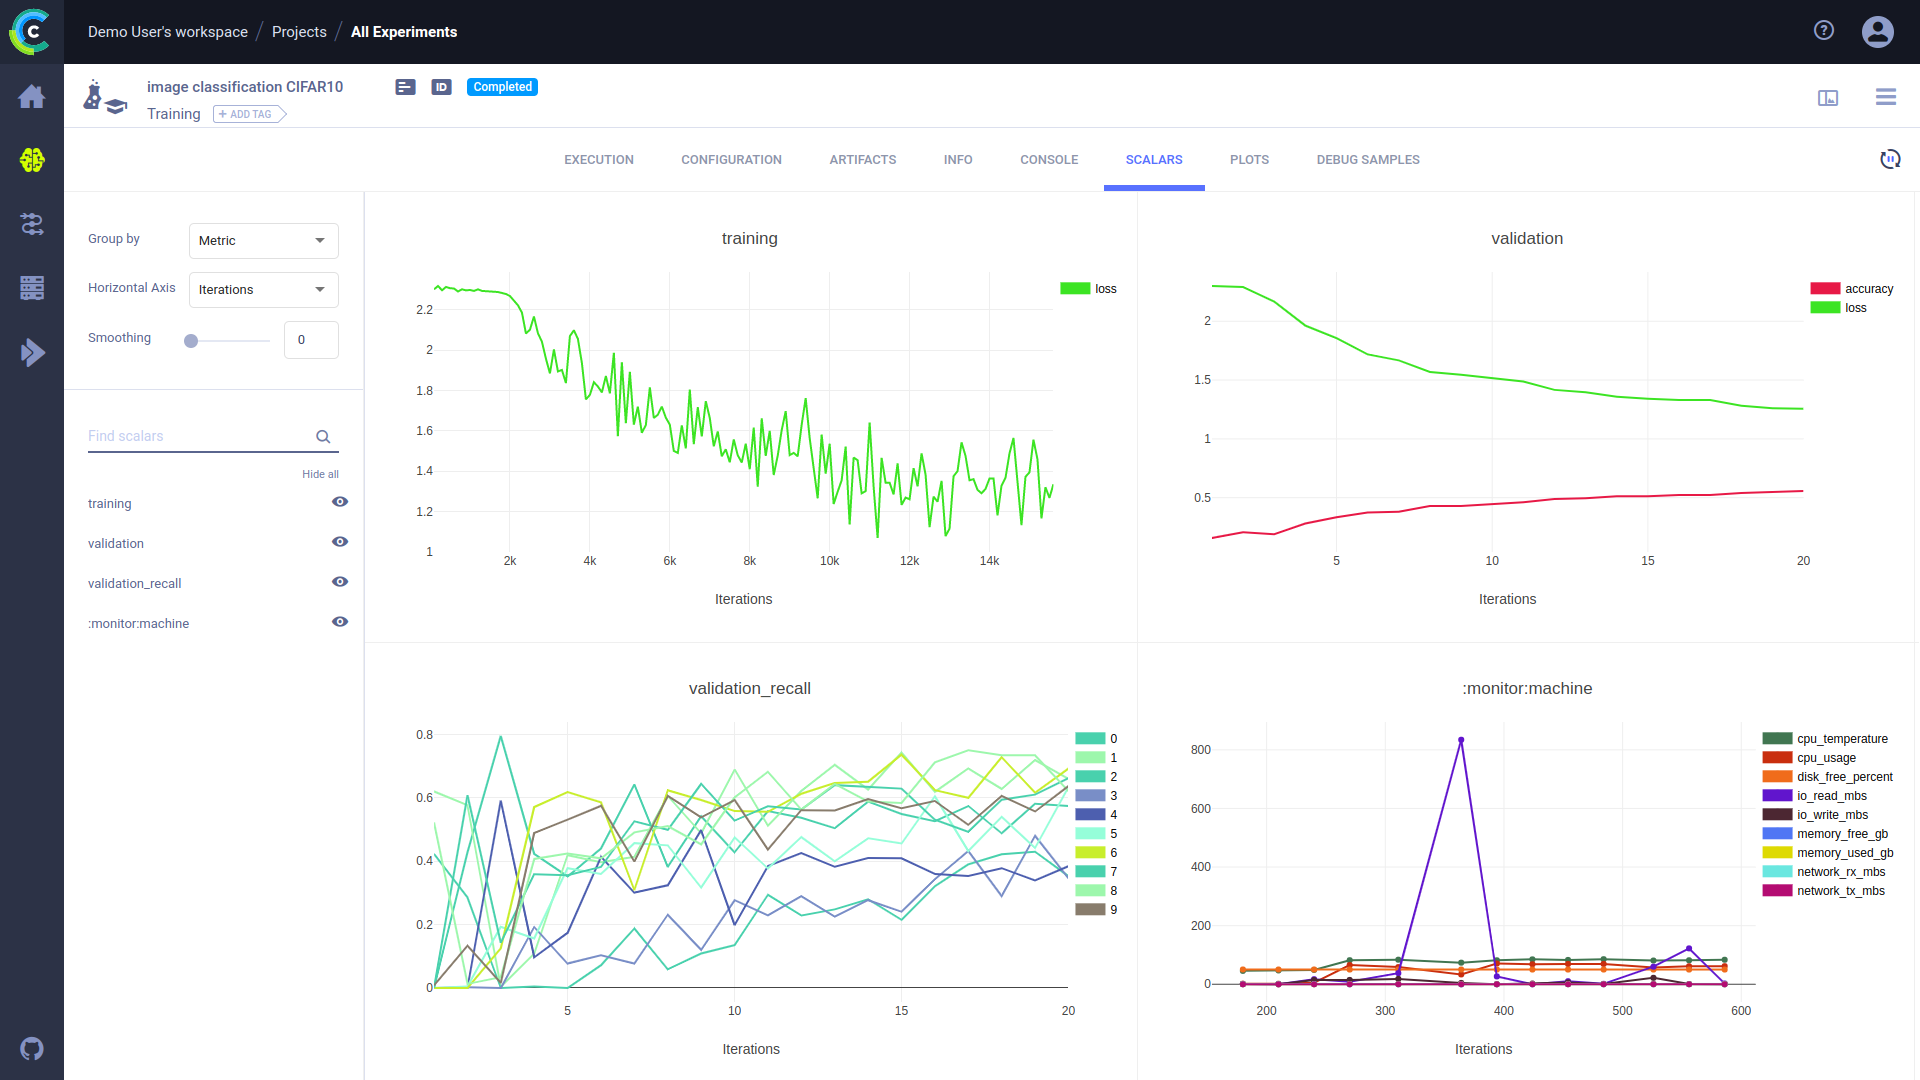 Demo User's workspace / Projects / All Experiments
image classification CIFAR10 ID Completed
Training + ADD TAG
EXECUTION CONFIGURATION ARTIFACTS INFO CONSOLE SCALARS PLOTS DEBUG SAMPLES
Group by Metric
Horizontal Axis Iterations
Smoothing 0
Find scalars
Hide all
training
validation
validation_recall
:monitor:machine
training
loss
2.2
2
1.8
1.6
1.4
1.2
1
2k 4k 6k 8k 10k 12k 14k
Iterations
validation
accuracy
loss
2
1.5
1
0.5
5 10 15 20
Iterations
validation_recall
0
1
2
3
4
5
6
7
8
9
0.8
0.6
0.4
0.2
0
5 10 15 20
Iterations
:monitor:machine
cpu_temperature
cpu_usage
disk_free_percent
io_read_mbs
io_write_mbs
memory_free_gb
memory_used_gb
network_rx_mbs
network_tx_mbs
800
600
400
200
0
200 300 400 500 600
Iterations